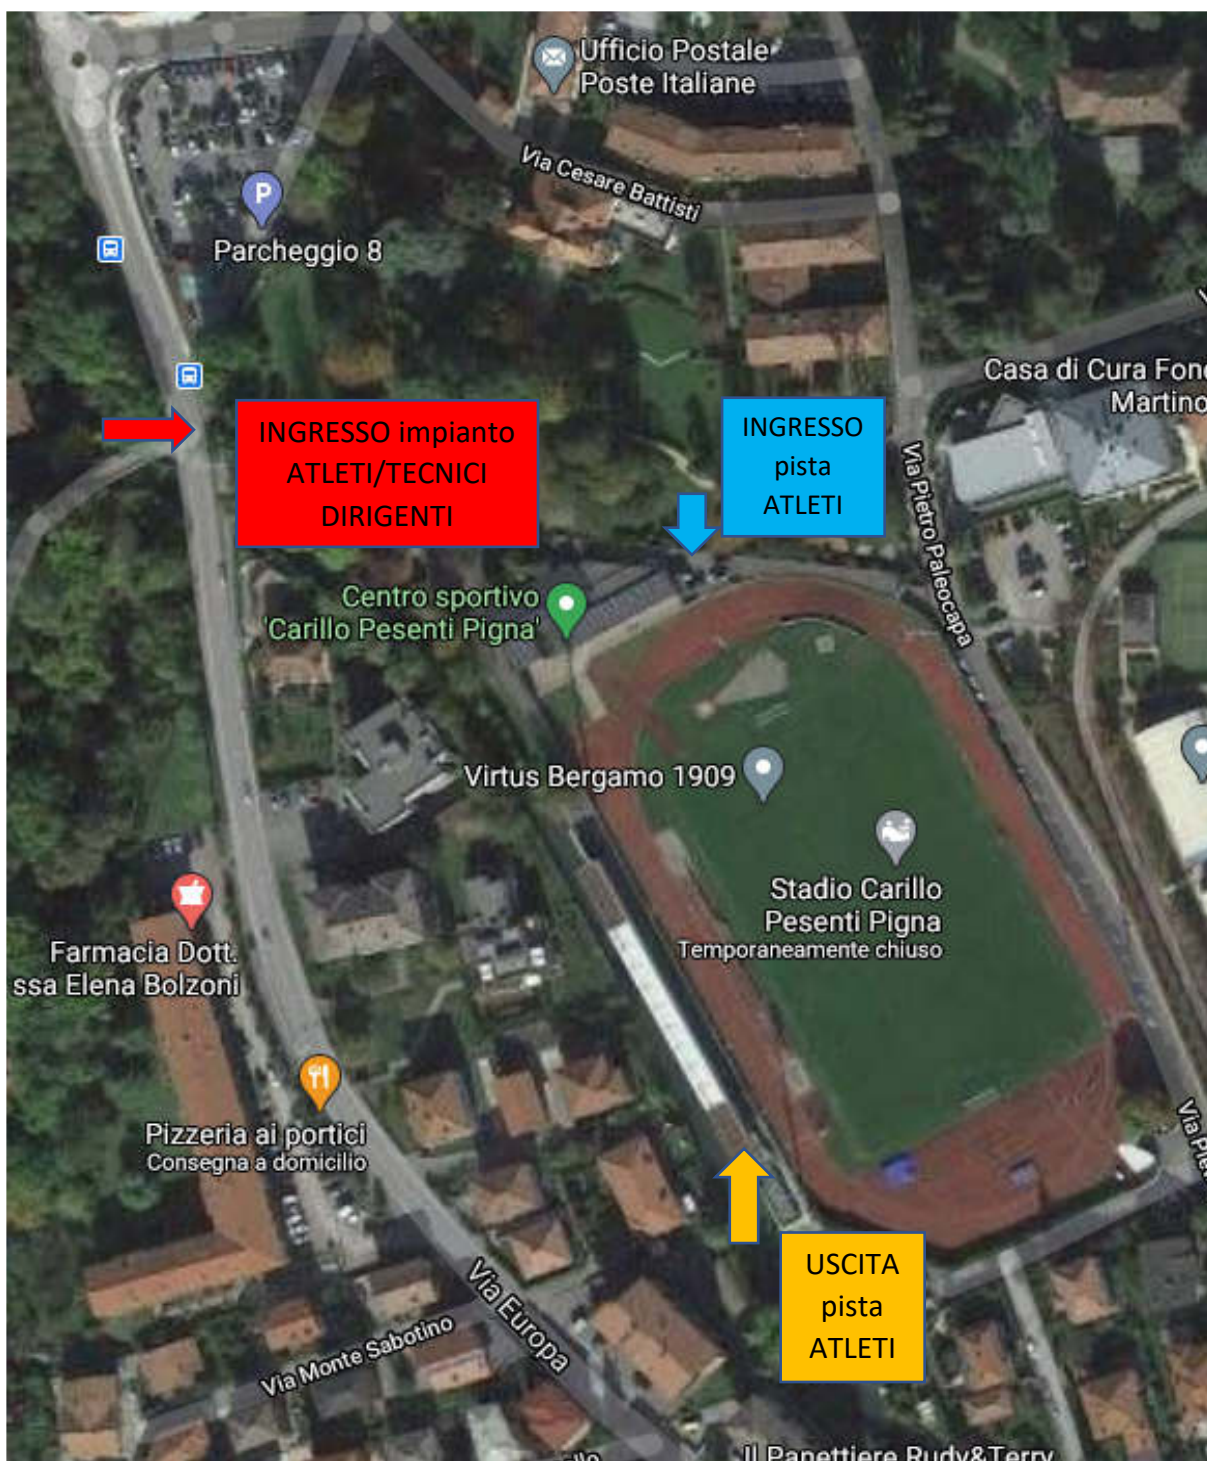 Ufficio Postale
Poste Italiane
Via Cesare Battisti
P
Parcheggio 8
Casa di Cura Fon
Martino
INGRESSO impianto
ATLETI/TECNICI
DIRIGENTI
INGRESSO
pista
ATLETI
Via Pietro Paleocapa
Centro sportivo
'Carillo Pesenti Pigna'
Virtus Bergamo 1909
Stadio Carillo
Pesenti Pigna
Temporaneamente chiuso
Farmacia Dott.
ssa Elena Bolzoni
Pizzeria ai portici
Consegna a domicilio
Via Pie
USCITA
pista
ATLETI
Via Europa
Via Monte Sabotino
Il Panettiere Rudy&Terry